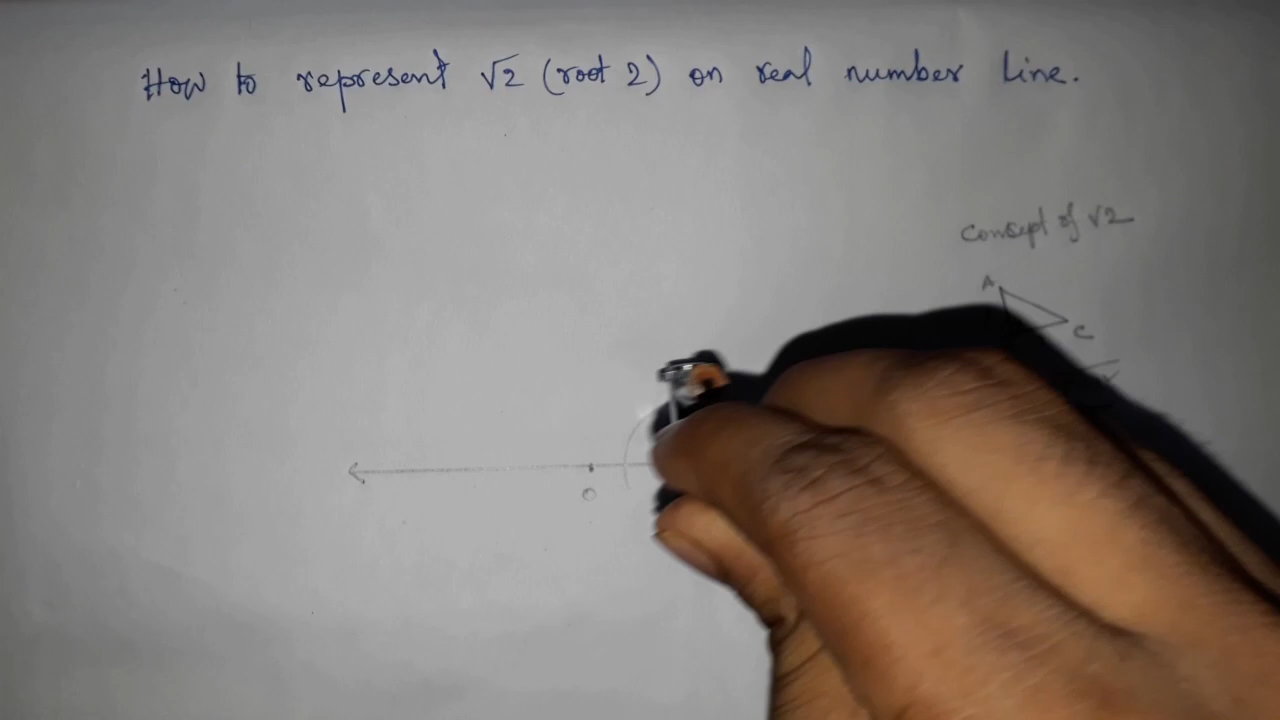 How to represent √2 (root 2) on real number line.
Concept of √2
A
C
0